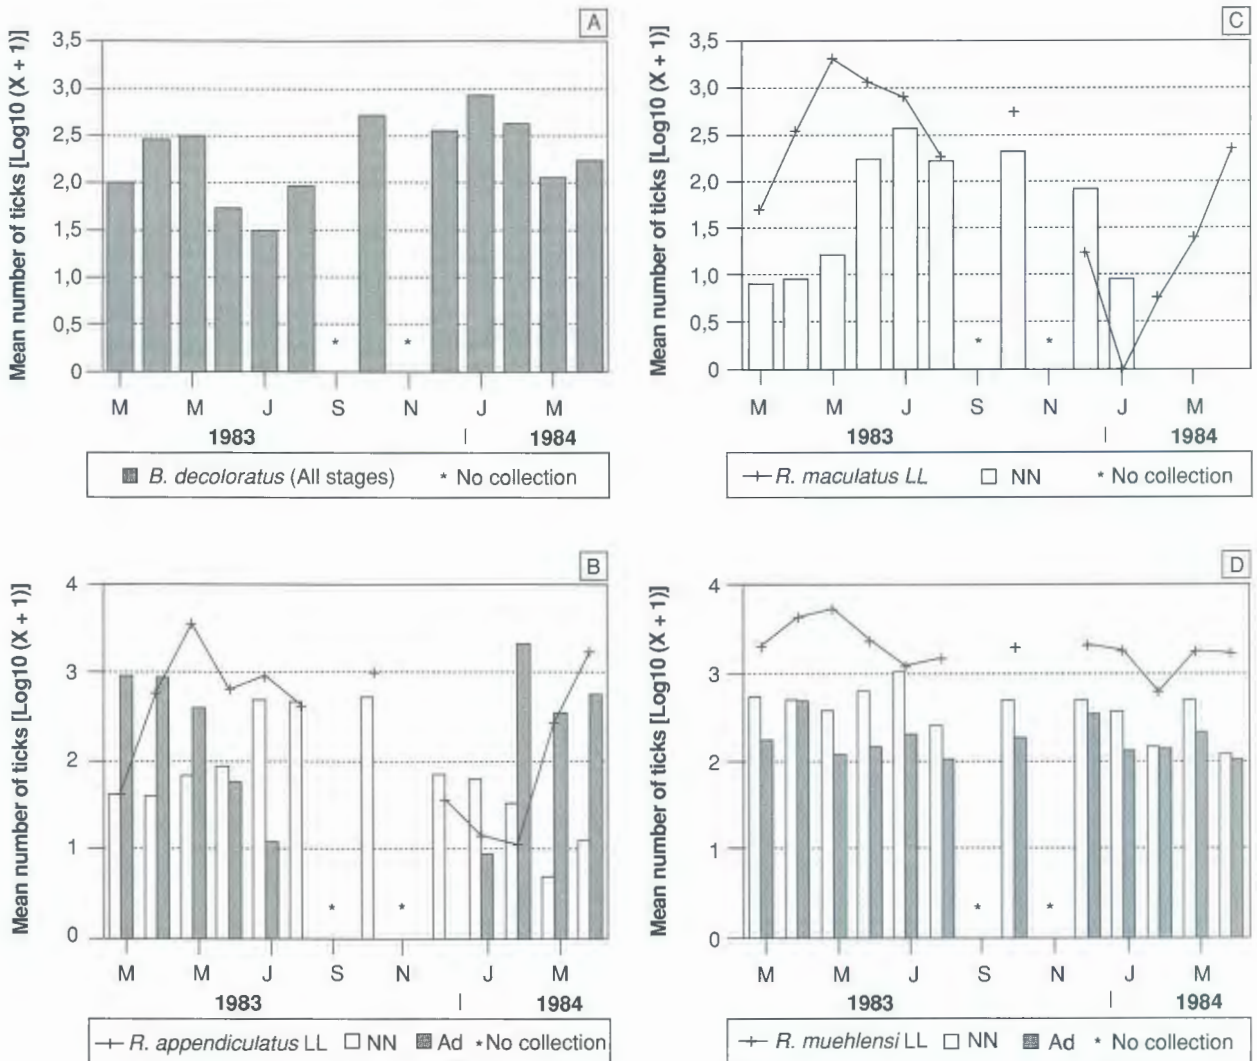 A
Mean number of ticks [Log10 (X + 1)]
3,5
3,0
2,5
2,0
1,5
1,0
0,5
0
* *
M M J S N J M
1983 | 1984
B. decoloratus (All stages) * No collection
C
Mean number of ticks [Log10 (X + 1)]
3,5
3,0
2,5
2,0
1,5
1,0
0,5
0
* *
M M J S N J M
1983 | 1984
R. maculatus LL NN * No collection
B
Mean number of ticks [Log10 (X + 1)]
4
3
2
1
0
* *
M M J S N J M
1983 | 1984
R. appendiculatus LL NN Ad * No collection
D
Mean number of ticks [Log10 (X + 1)]
4
3
2
1
0
* *
M M J S N J M
1983 | 1984
R. muehlensi LL NN Ad * No collection